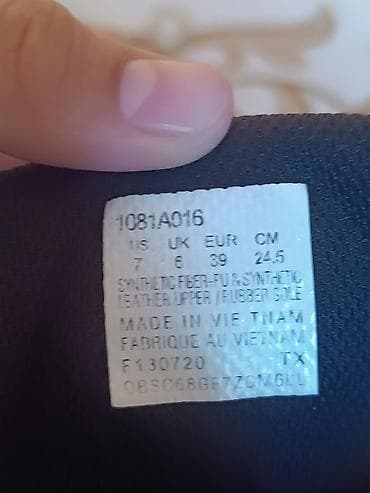 1081A016
US UK EUR CM
7 6 39 24.5
SYNTHETIC FIBER-PU & SYNTHETIC
LEATHER UPPER / RUBBER SOLE
MADE IN VIETNAM
FABRIQUE AU VIETNAM
F130720 TX